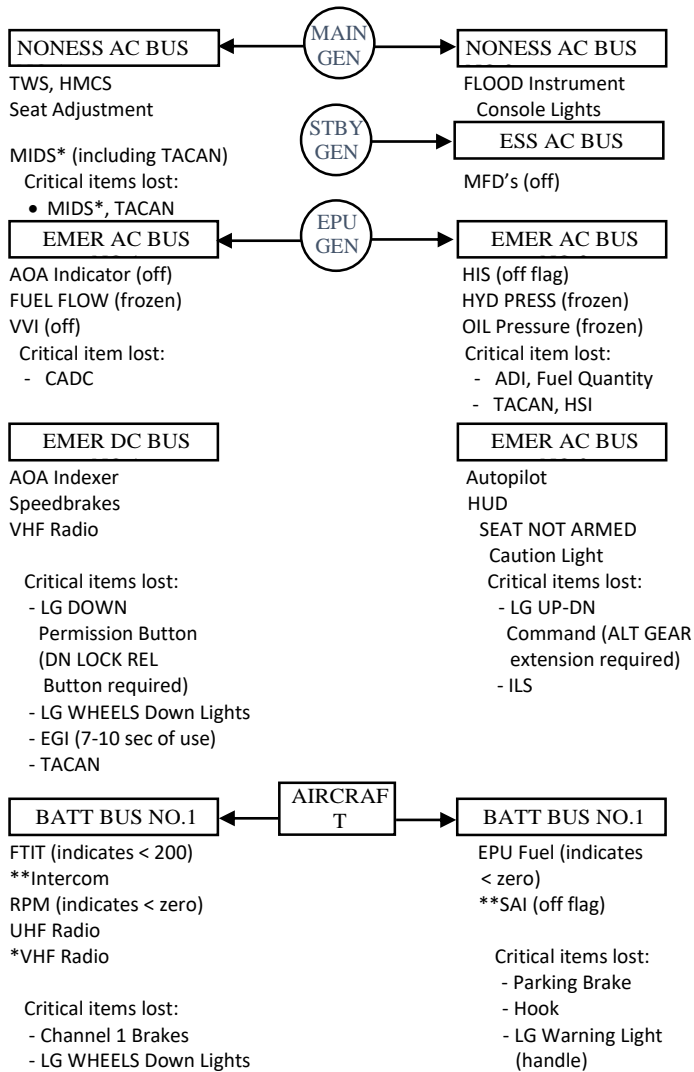 MAIN
GEN
NONESS AC BUS
NONESS AC BUS
TWS, HMCS
Seat Adjustment
MIDS* (including TACAN)
Critical items lost:
• MIDS*, TACAN
FLOOD Instrument
Console Lights
STBY
GEN
ESS AC BUS
MFD's (off)
EPU
GEN
EMER AC BUS
EMER AC BUS
AOA Indicator (off)
FUEL FLOW (frozen)
VVI (off)
Critical item lost:
- CADC
HIS (off flag)
HYD PRESS (frozen)
OIL Pressure (frozen)
Critical item lost:
- ADI, Fuel Quantity
- TACAN, HSI
EMER DC BUS
AOA Indexer
Speedbrakes
VHF Radio
Critical items lost:
- LG DOWN
Permission Button
(DN LOCK REL
Button required)
- LG WHEELS Down Lights
- EGI (7-10 sec of use)
- TACAN
EMER AC BUS
Autopilot
HUD
SEAT NOT ARMED
Caution Light
Critical items lost:
- LG UP-DN
Command (ALT GEAR
extension required)
- ILS
AIRCRAF
T
BATT BUS NO.1
BATT BUS NO.1
FTIT (indicates < 200)
**Intercom
RPM (indicates < zero)
UHF Radio
*VHF Radio
Critical items lost:
- Channel 1 Brakes
- LG WHEELS Down Lights
EPU Fuel (indicates
< zero)
**SAI (off flag)
Critical items lost:
- Parking Brake
- Hook
- LG Warning Light
(handle)